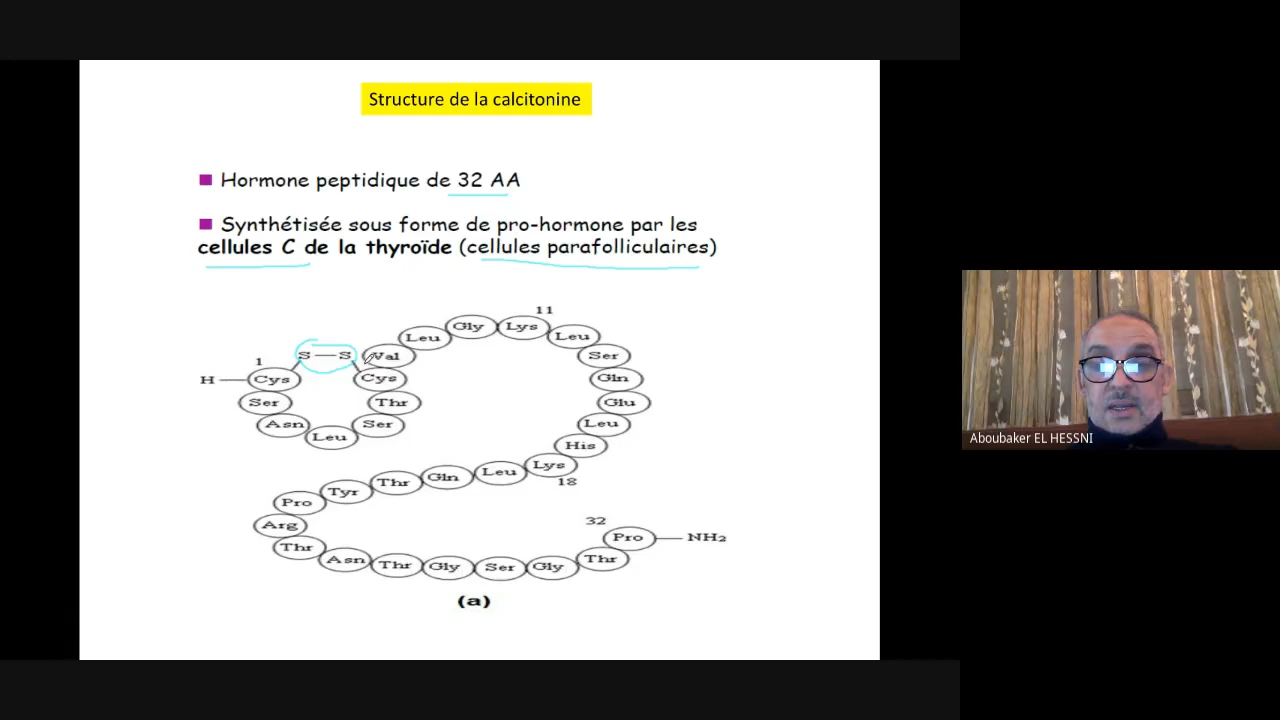 Structure de la calcitonine
Hormone peptidique de 32 AA
Synthétisée sous forme de pro-hormone par les
cellules C de la thyroïde (cellules parafolliculaires)
11
Leu Gly Lys Leu
1 S S Val Ser
H Cys Cys Gln
Ser Thr Glu
Asn Leu Ser Leu
His
Pro Tyr Thr Gln Leu Lys
18
Arg 32
Thr Pro NH₂
Asn Thr Gly Ser Gly Thr
(a)
Aboubaker EL HESSNI